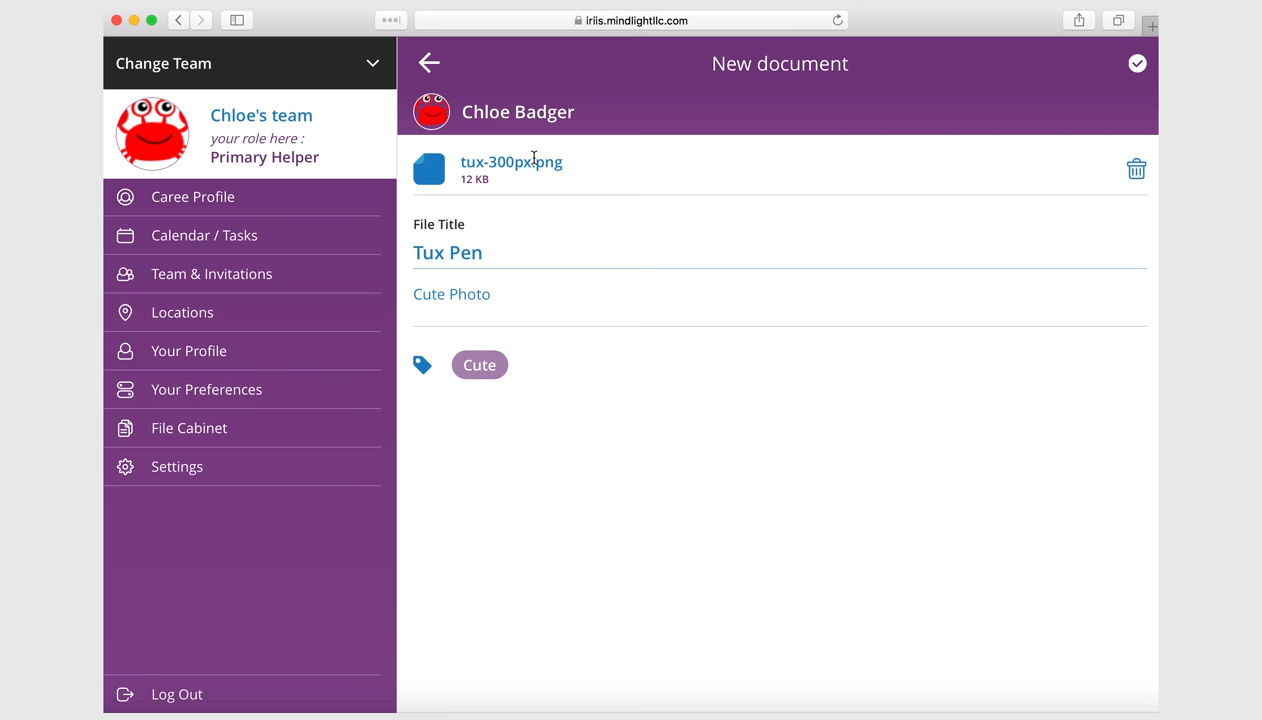 iriis.mindlightllc.com
Change Team
New document
Chloe's team
your role here :
Primary Helper
Chloe Badger
tux-300px.png
12 KB
Caree Profile
Calendar / Tasks
Team & Invitations
Locations
Your Profile
Your Preferences
File Cabinet
Settings
Log Out
File Title
Tux Pen
Cute Photo
Cute